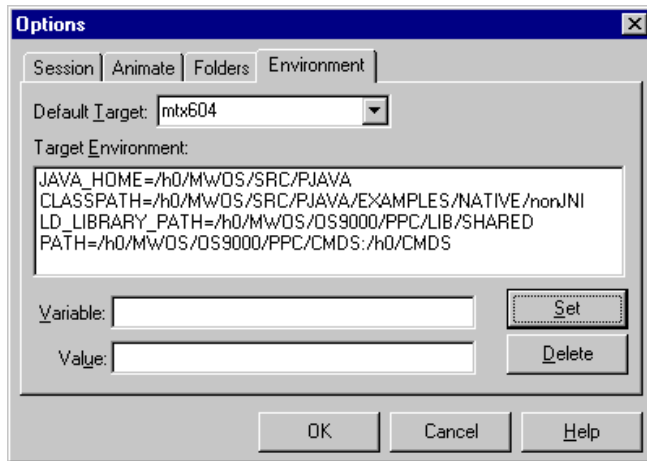 Options
Session Animate Folders Environment
Default Target: mtx604
Target Environment:
JAVA_HOME=/h0/MWOS/SRC/PJAVA
CLASSPATH=/h0/MWOS/SRC/PJAVA/EXAMPLES/NATIVE/nonJNI
LD_LIBRARY_PATH=/h0/MWOS/OS9000/PPC/LIB/SHARED
PATH=/h0/MWOS/OS9000/PPC/CMDS:/h0/CMDS
Variable: Set
Value: Delete
OK Cancel Help